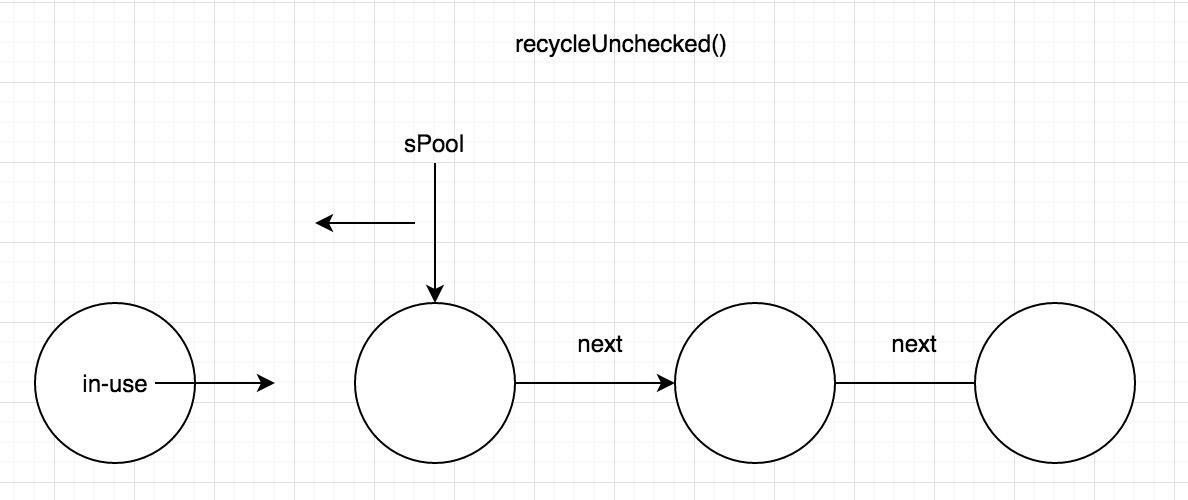 recycleUnchecked()
sPool
next
next
in-use